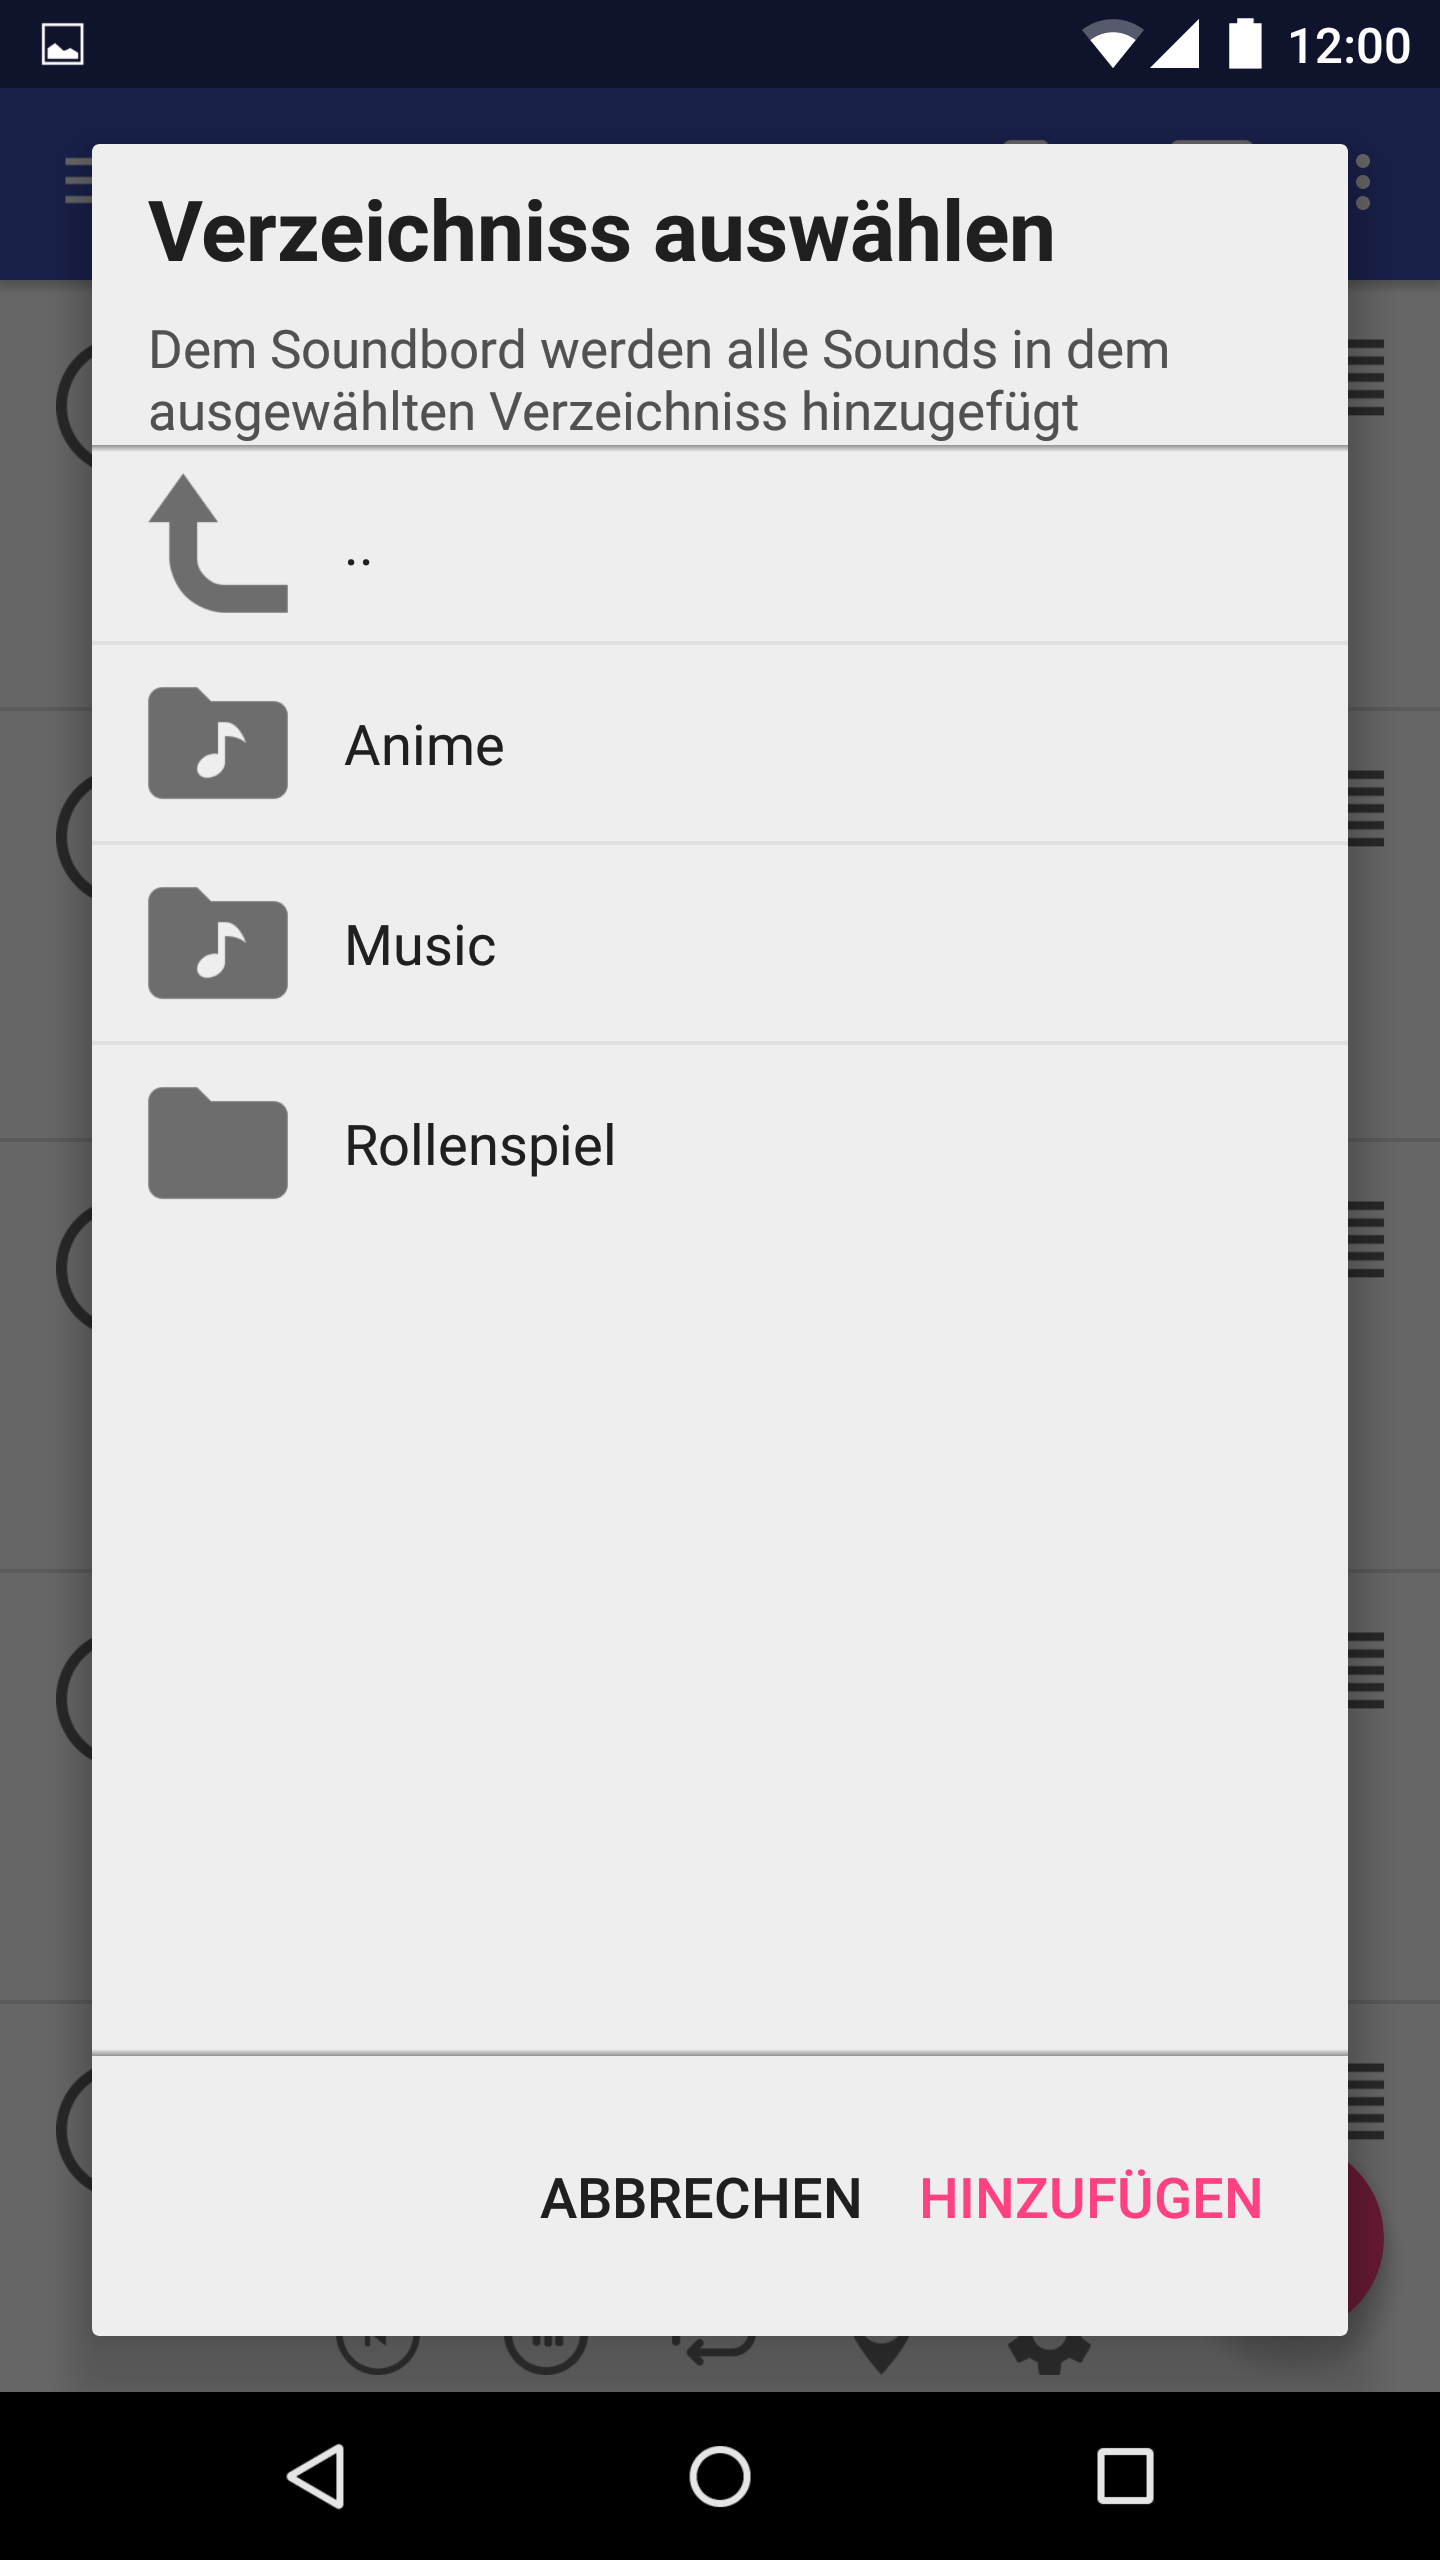 12:00
Verzeichniss auswählen
Dem Soundbord werden alle Sounds in dem
ausgewählten Verzeichniss hinzugefügt
..
Anime
Music
Rollenspiel
ABBRECHEN HINZUFÜGEN